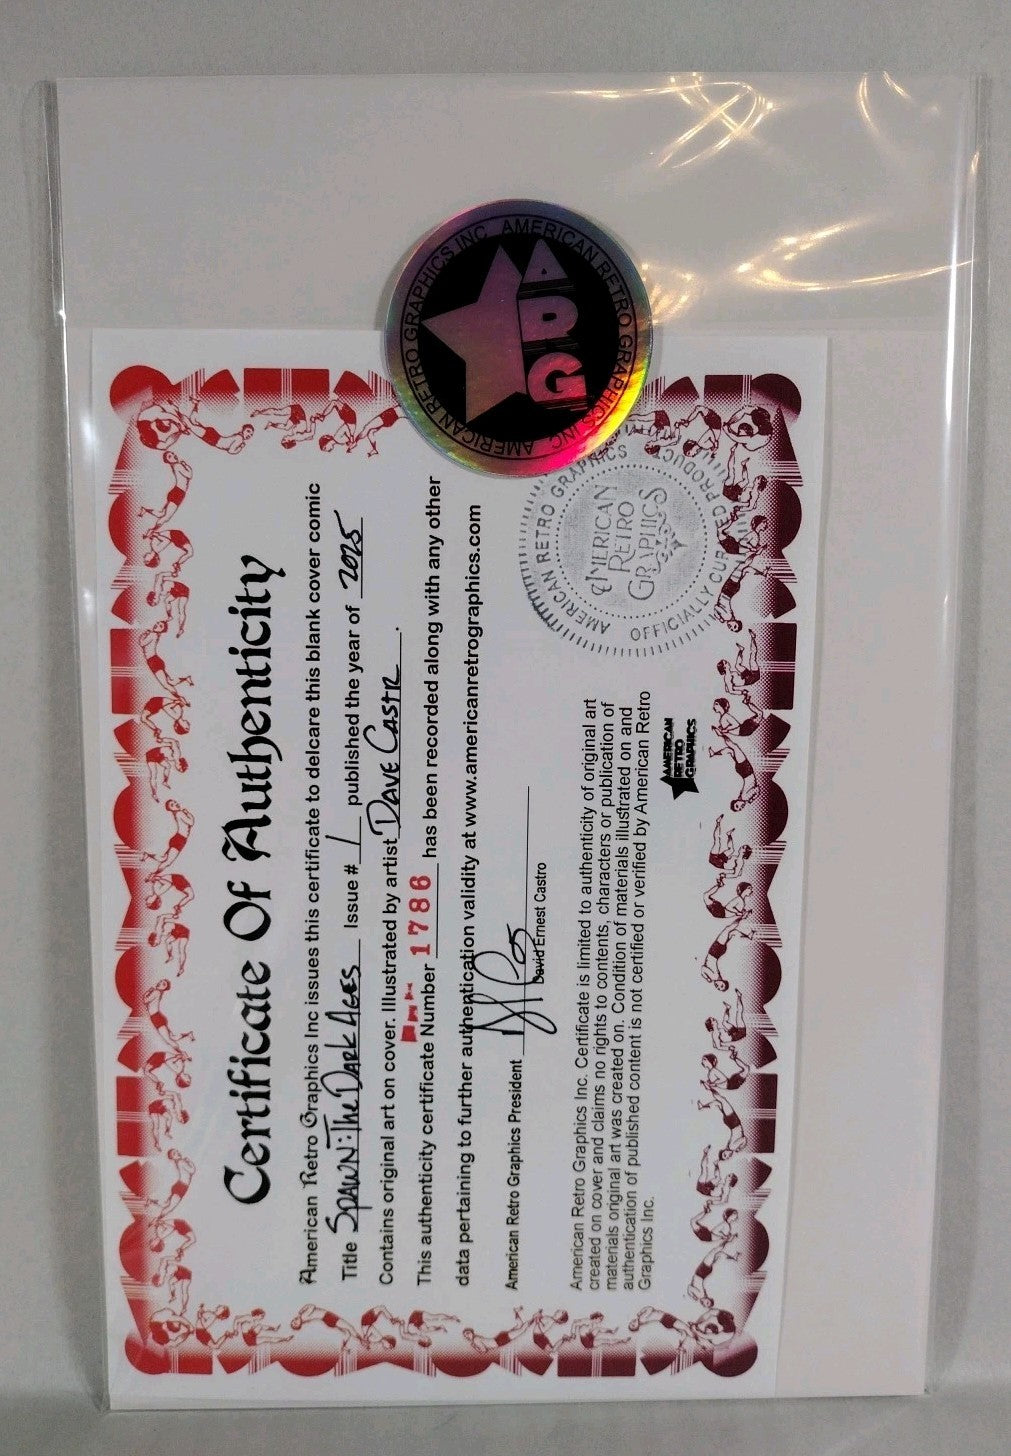 Certificate Of Authenticity
American Retro Graphics Inc issues this certificate to delcare this blank cover comic
Title SPAWN: The DARK AGES Issue # 1 published the year of 2025
Contains original art on cover. Illustrated by artist DAVE CASTR.
This authenticity certificate Number 1786 has been recorded along with any other
data pertaining to further authentication validity at www.americanretrographics.com
American Retro Graphics President
David Ernest Castro
American Retro Graphics Inc. Certificate is limited to authenticity of original art
created on cover and claims no rights to contents, characters or publication of
materials original art was created on. Condition of materials illustrated on and
authentication of published content is not certified or verified by American Retro
Graphics Inc.
AMERICAN
RETRO
GRAPHICS
AMERICAN RETRO GRAPHICS
OFFICIALLY PRODUCT
AMERICAN
RETRO
GRAPHICS
AMERICAN RETRO GRAPHICS INC
AMERICAN RETRO GRAPHICS INC
ARG